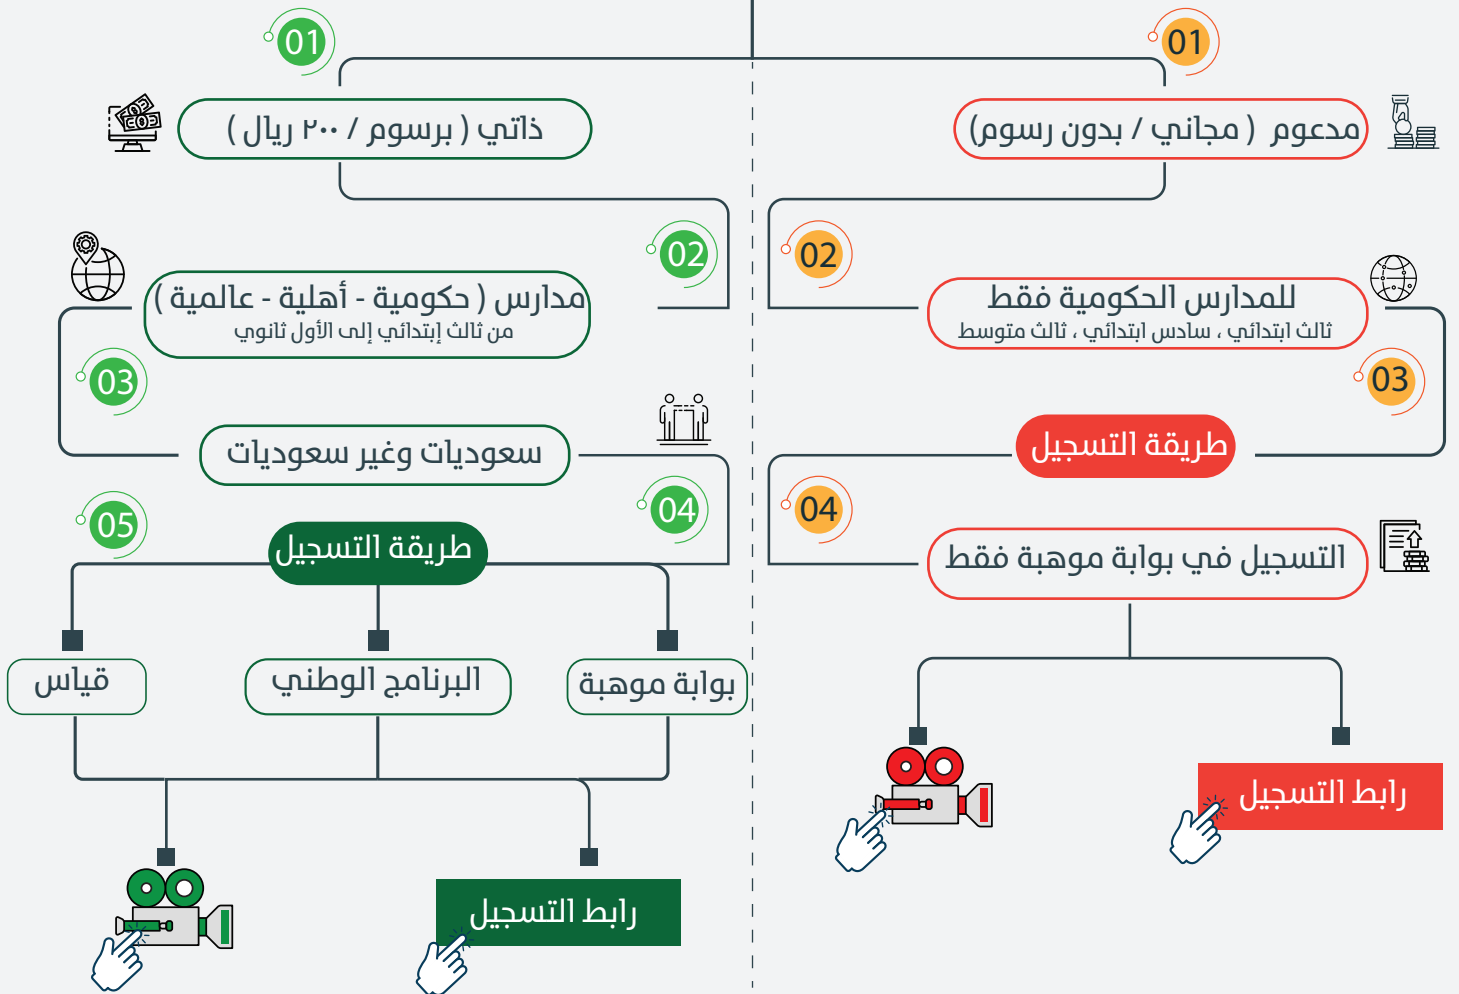 01
مدعوم ( مجاني / بدون رسوم)
02
للمدارس الحكومية فقط
ثالث ابتدائي ، سادس ابتدائي ، ثالث متوسط
03
طريقة التسجيل
04
التسجيل في بوابة موهبة فقط
رابط التسجيل
01
ذاتي ( برسوم / ٢٠٠ ريال )
02
مدارس ( حكومية - أهلية - عالمية )
من ثالث إبتدائي إلى الأول ثانوي
03
سعوديات وغير سعوديات
04
05
طريقة التسجيل
بوابة موهبة
البرنامج الوطني
قياس
رابط التسجيل